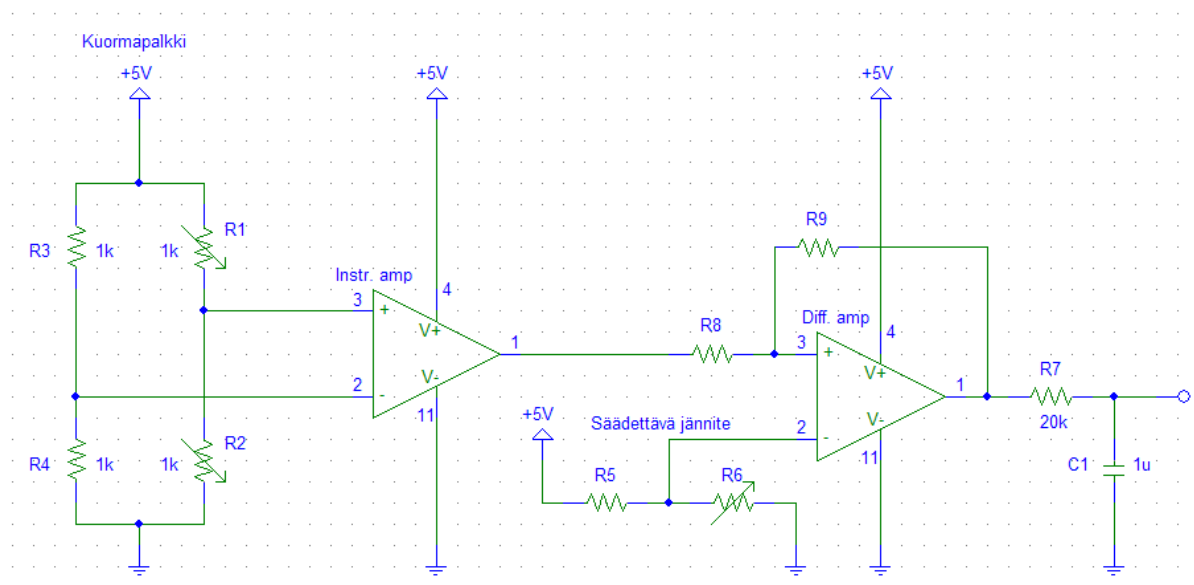 Kuormapalkki
+5V
+5V
+5V
R3
1k
1k
R1
R9
Instr. amp
3
+
4
V+
1
R8
Diff. amp
3
+
4
V+
1
R7
20k
2
-
V-
11
+5V
Säädettävä jännite
2
-
V-
11
R4
1k
1k
R2
R5
R6
C1
1u